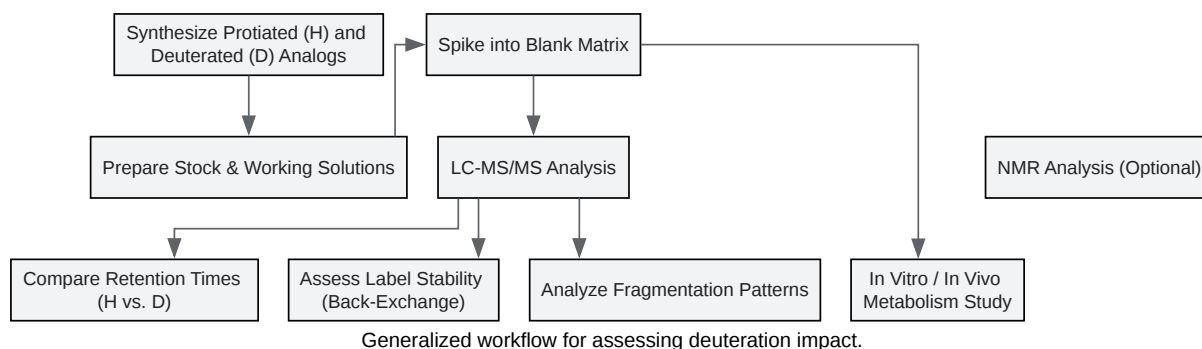 Synthesize Protiated (H) and
Deuterated (D) Analogs
Spike into Blank Matrix
Prepare Stock & Working Solutions
LC-MS/MS Analysis
NMR Analysis (Optional)
Compare Retention Times
(H vs. D)
Assess Label Stability
(Back-Exchange)
Analyze Fragmentation Patterns
In Vitro / In Vivo
Metabolism Study
Generalized workflow for assessing deuteration impact.